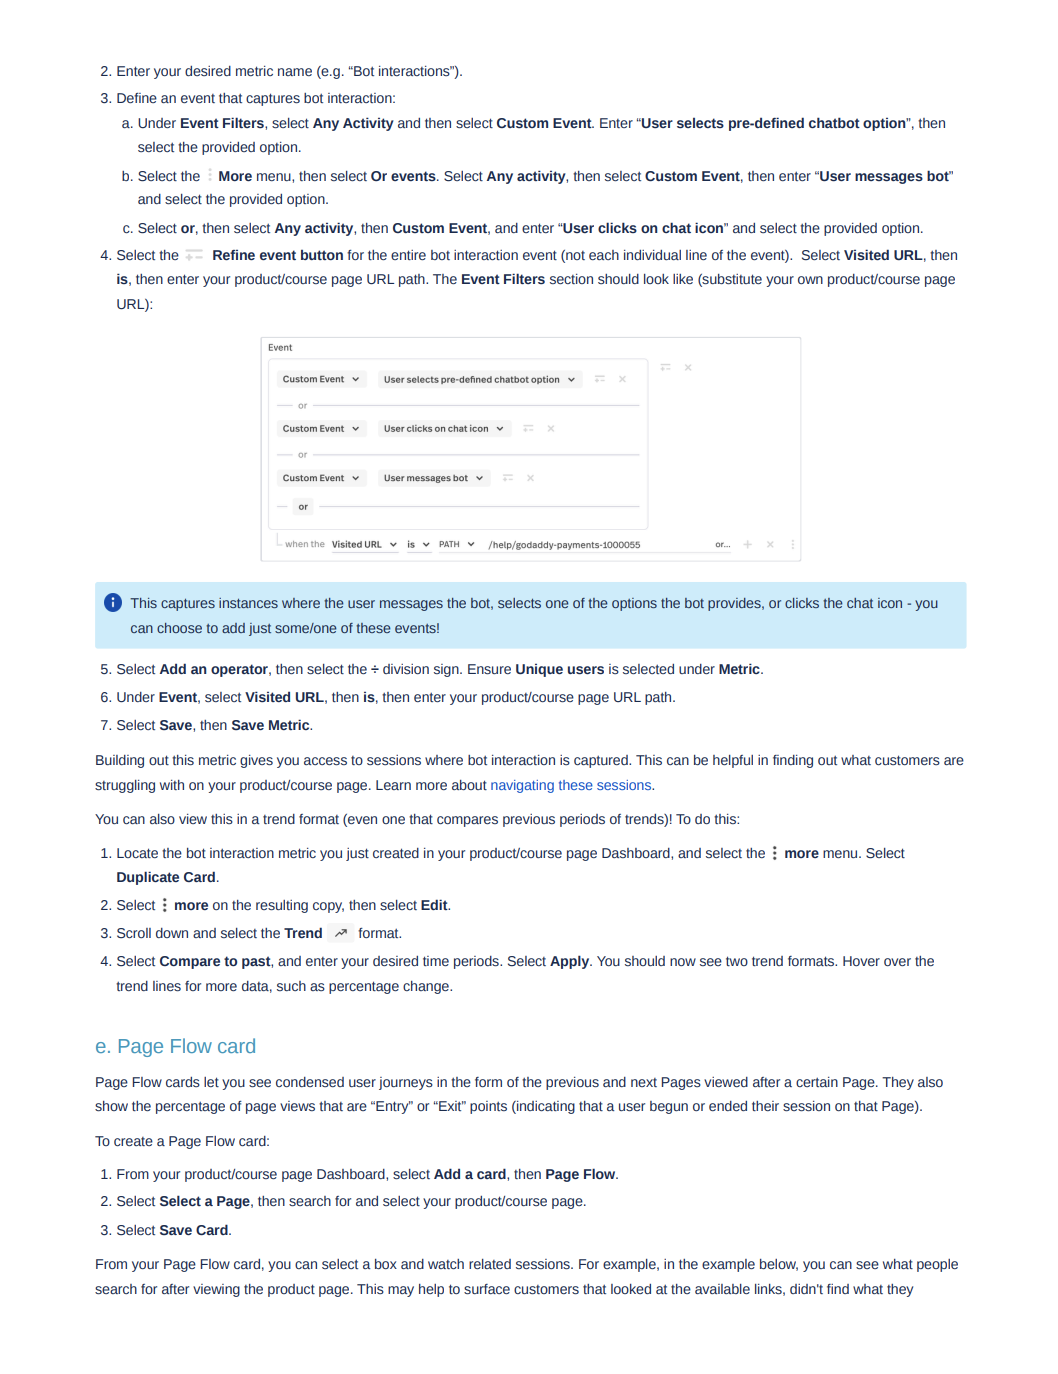 2. Enter your desired metric name (e.g. “Bot interactions”).
3. Define an event that captures bot interaction:
a. Under Event Filters, select Any Activity and then select Custom Event. Enter “User selects pre-defined chatbot option”, then
select the provided option.
b. Select the More menu, then select Or events. Select Any activity, then select Custom Event, then enter “User messages bot”
and select the provided option.
c. Select or, then select Any activity, then Custom Event, and enter “User clicks on chat icon” and select the provided option.
4. Select the Refine event button for the entire bot interaction event (not each individual line of the event). Select Visited URL, then
is, then enter your product/course page URL path. The Event Filters section should look like (substitute your own product/course page
URL):
Event
Custom Event User selects pre-defined chatbot option
or
Custom Event User clicks on chat icon
or
Custom Event User messages bot
or
when the Visited URL is PATH /help/godaddy-payments-1000055 or...
This captures instances where the user messages the bot, selects one of the options the bot provides, or clicks the chat icon - you
can choose to add just some/one of these events!
5. Select Add an operator, then select the ÷ division sign. Ensure Unique users is selected under Metric.
6. Under Event, select Visited URL, then is, then enter your product/course page URL path.
7. Select Save, then Save Metric.
Building out this metric gives you access to sessions where bot interaction is captured. This can be helpful in finding out what customers are
struggling with on your product/course page. Learn more about navigating these sessions.
You can also view this in a trend format (even one that compares previous periods of trends)! To do this:
1. Locate the bot interaction metric you just created in your product/course page Dashboard, and select the more menu. Select
Duplicate Card.
2. Select more on the resulting copy, then select Edit.
3. Scroll down and select the Trend format.
4. Select Compare to past, and enter your desired time periods. Select Apply. You should now see two trend formats. Hover over the
trend lines for more data, such as percentage change.
e. Page Flow card
Page Flow cards let you see condensed user journeys in the form of the previous and next Pages viewed after a certain Page. They also
show the percentage of page views that are “Entry” or “Exit” points (indicating that a user begun or ended their session on that Page).
To create a Page Flow card:
1. From your product/course page Dashboard, select Add a card, then Page Flow.
2. Select Select a Page, then search for and select your product/course page.
3. Select Save Card.
From your Page Flow card, you can select a box and watch related sessions. For example, in the example below, you can see what people
search for after viewing the product page. This may help to surface customers that looked at the available links, didn't find what they